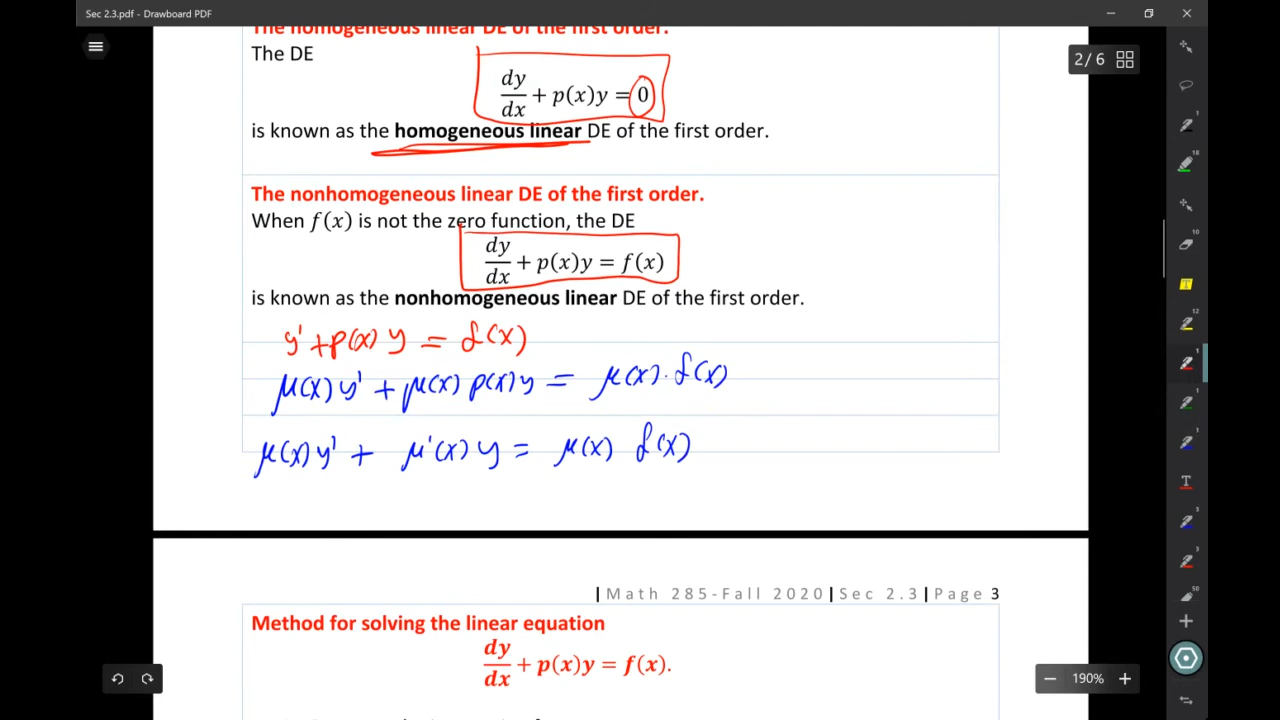 Sec 2.3.pdf - Drawboard PDF
The homogeneous linear DE of the first order.
2/6
The DE
dy/dx + p(x)y = 0
is known as the homogeneous linear DE of the first order.
The nonhomogeneous linear DE of the first order.
When f(x) is not the zero function, the DE
dy/dx + p(x)y = f(x)
is known as the nonhomogeneous linear DE of the first order.
y' + p(x) y = f(x)
μ(x) y' + μ(x) p(x) y = μ(x) · f(x)
μ(x) y' + μ'(x) y = μ(x) f(x)
|Math 285-Fall 2020|Sec 2.3|Page 3
Method for solving the linear equation
dy/dx + p(x)y = f(x).
190%